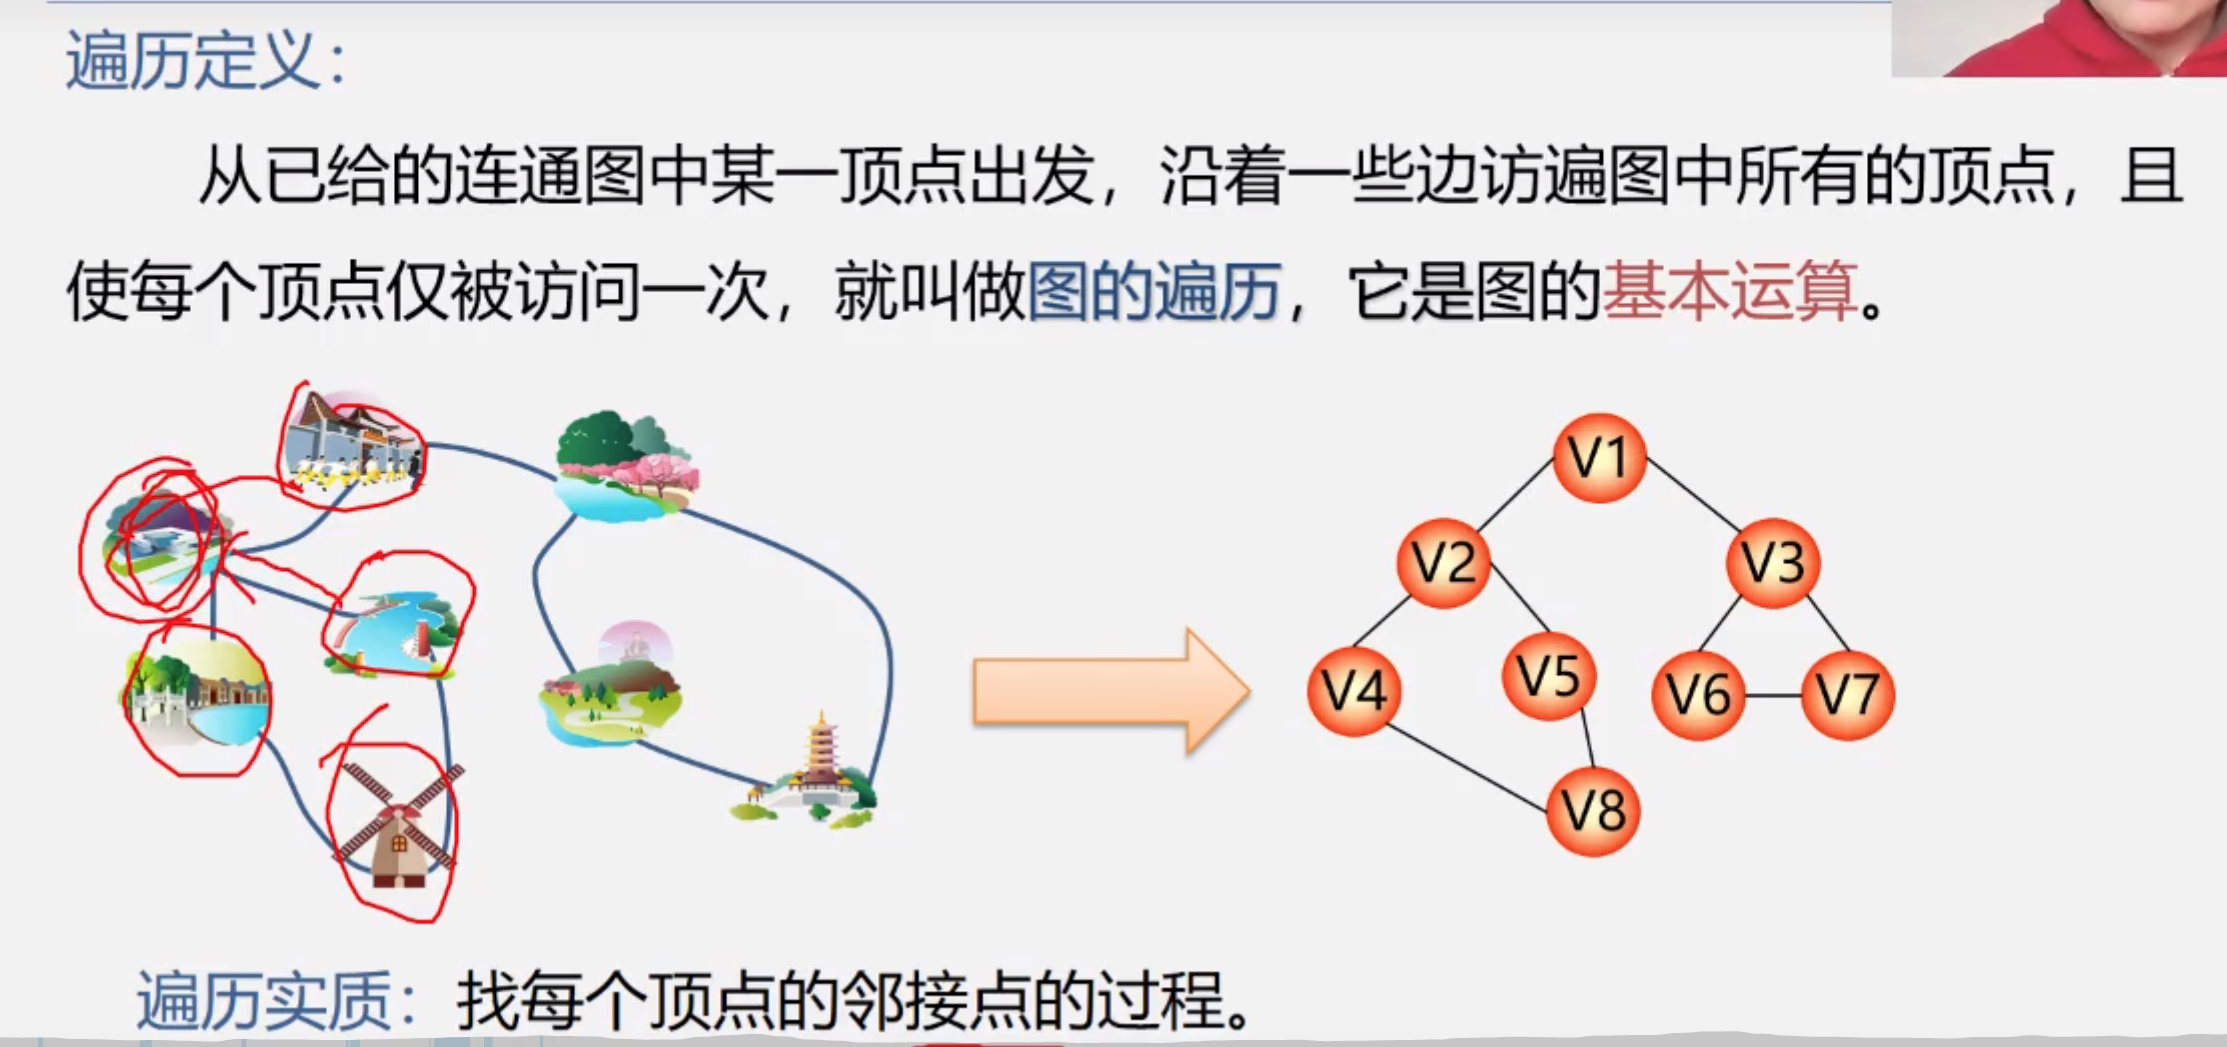 遍历定义：
从已给的连通图中某一顶点出发，沿着一些边访遍图中所有的顶点，且
使每个顶点仅被访问一次，就叫做图的遍历，它是图的基本运算。
V1
V2
V3
V4
V5
V6
V7
V8
遍历实质：找每个顶点的邻接点的过程。